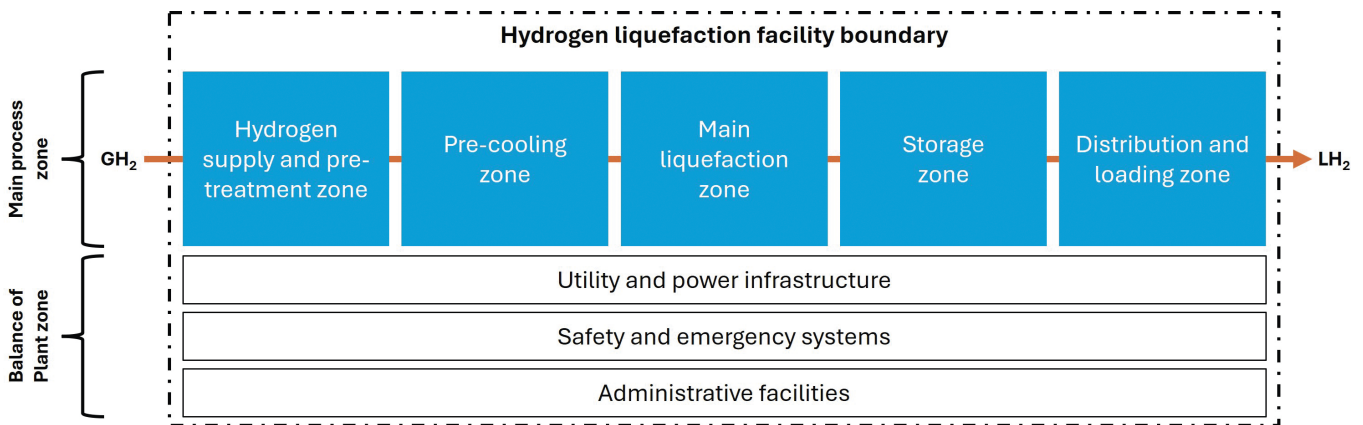 Hydrogen liquefaction facility boundary
Main process
zone
GH₂
Hydrogen
supply and pre-
treatment zone
Pre-cooling
zone
Main
liquefaction
zone
Storage
zone
Distribution and
loading zone
LH₂
Balance of
Plant zone
Utility and power infrastructure
Safety and emergency systems
Administrative facilities